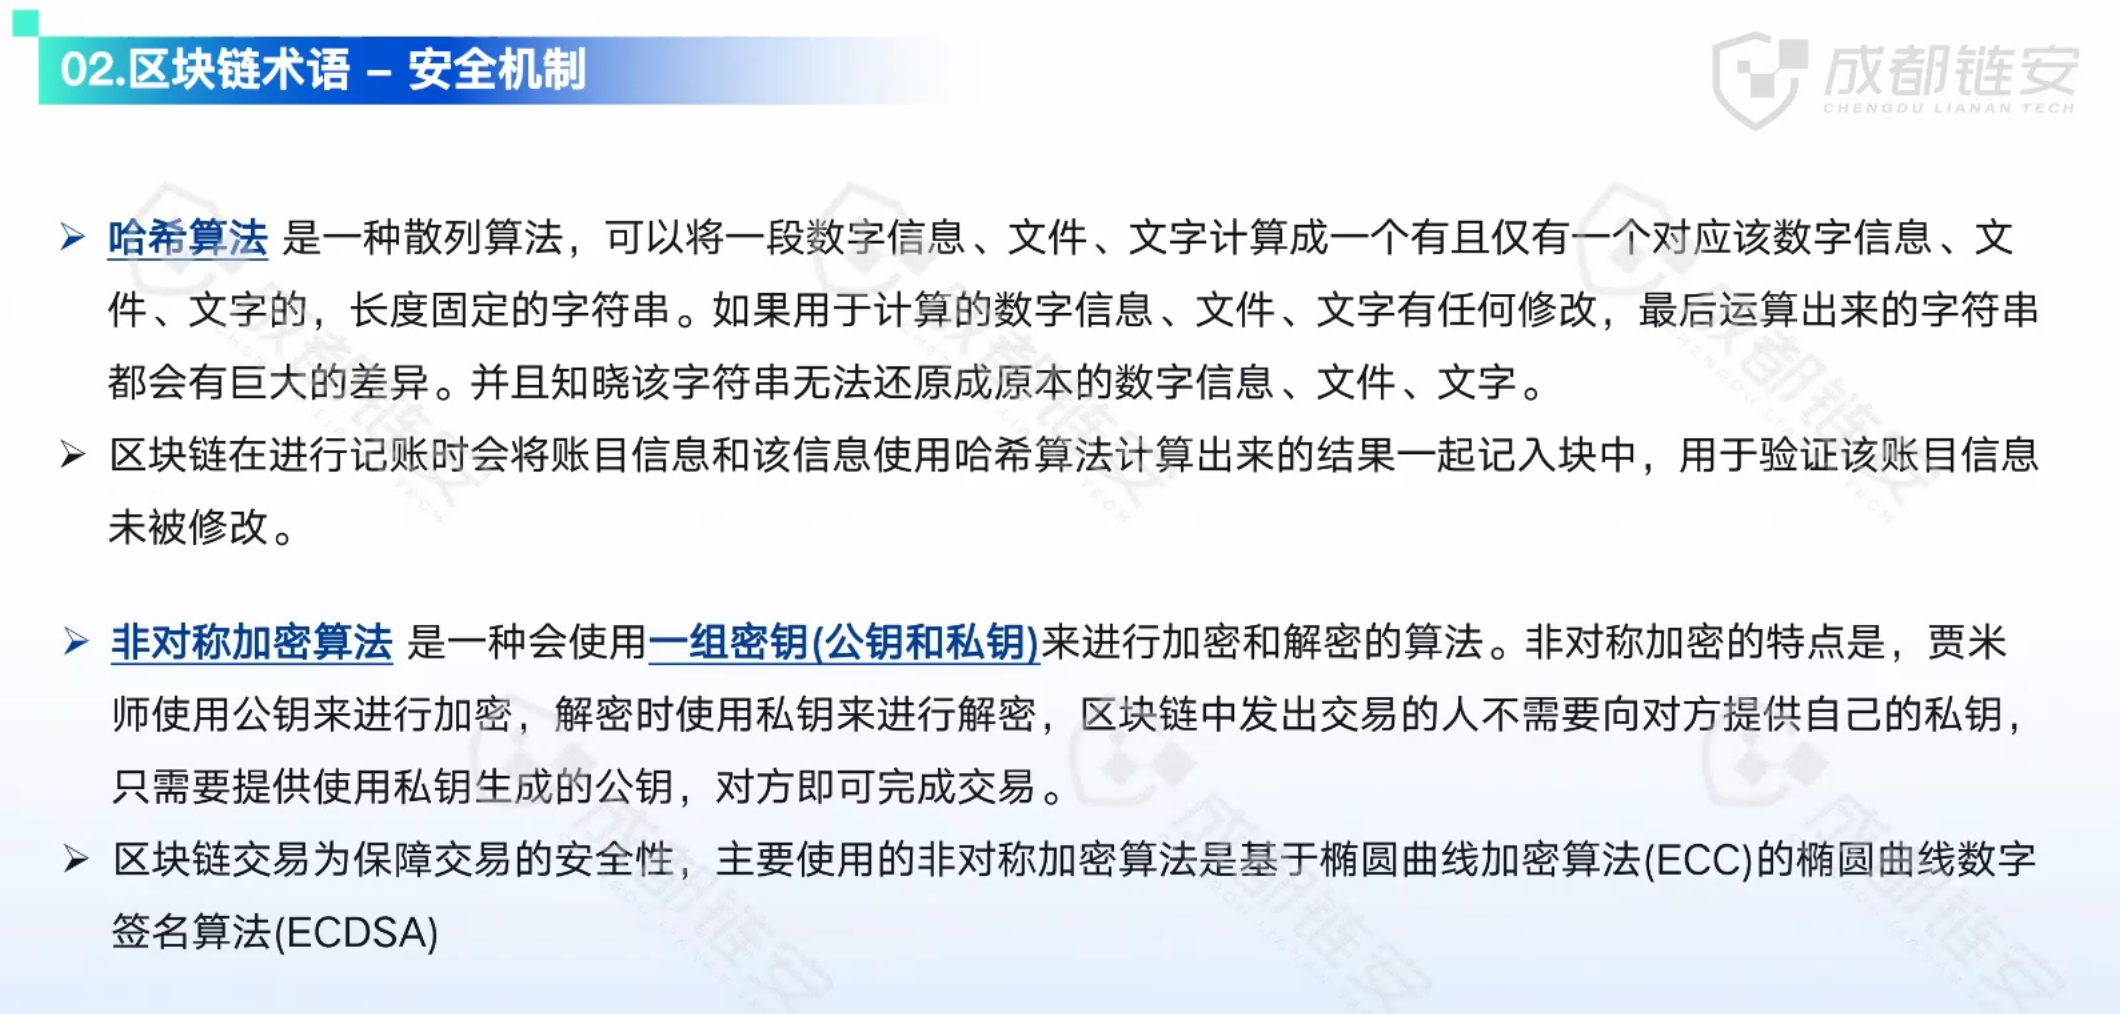 02.区块链术语 – 安全机制
成都链安
CHENGDU LIANAN TECH
哈希算法 是一种散列算法，可以将一段数字信息、文件、文字计算成一个有且仅有一个对应该数字信息、文
件、文字的，长度固定的字符串。如果用于计算的数字信息、文件、文字有任何修改，最后运算出来的字符串
都会有巨大的差异。并且知晓该字符串无法还原成原本的数字信息、文件、文字。
区块链在进行记账时会将账目信息和该信息使用哈希算法计算出来的结果一起记入块中，用于验证该账目信息
未被修改。
非对称加密算法 是一种会使用一组密钥(公钥和私钥)来进行加密和解密的算法。非对称加密的特点是，贾米
师使用公钥来进行加密，解密时使用私钥来进行解密，区块链中发出交易的人不需要向对方提供自己的私钥，
只需要提供使用私钥生成的公钥，对方即可完成交易。
区块链交易为保障交易的安全性，主要使用的非对称加密算法是基于椭圆曲线加密算法(ECC)的椭圆曲线数字
签名算法(ECDSA)